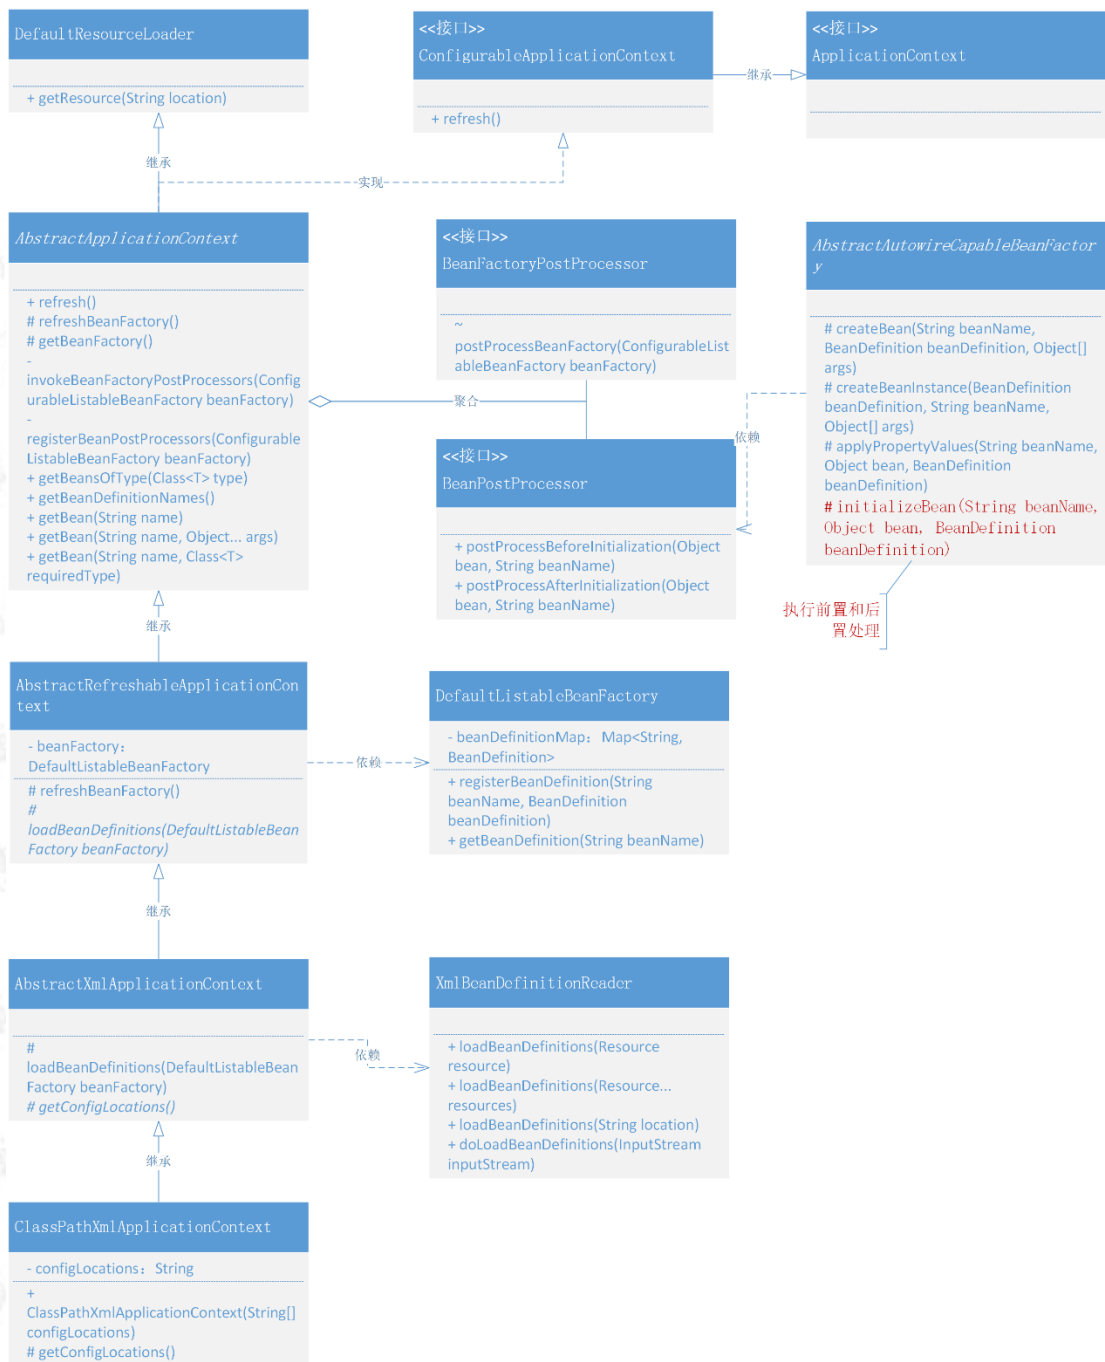 DefaultResourceLoader
+ getResource(String location)
<<接口>>
ConfigurableApplicationContext
+ refresh()
继承
<<接口>>
ApplicationContext
继承
实现
AbstractApplicationContext
+ refresh()
# refreshBeanFactory()
# getBeanFactory()
-
invokeBeanFactoryPostProcessors(Confi
gurableListableBeanFactory beanFactory)
-
registerBeanPostProcessors(Configurable
ListableBeanFactory beanFactory)
+ getBeansOfType(Class<T> type)
+ getBeanDefinitionNames()
+ getBean(String name)
+ getBean(String name, Object... args)
+ getBean(String name, Class<T>
requiredType)
聚合
<<接口>>
BeanFactoryPostProcessor
~
postProcessBeanFactory(ConfigurableList
ableBeanFactory beanFactory)
<<接口>>
BeanPostProcessor
+ postProcessBeforeInitialization(Object
bean, String beanName)
+ postProcessAfterInitialization(Object
bean, String beanName)
依赖
AbstractAutowireCapableBeanFactor
y
# createBean(String beanName,
BeanDefinition beanDefinition, Object[]
args)
# createBeanInstance(BeanDefinition
beanDefinition, String beanName,
Object[] args)
# applyPropertyValues(String beanName,
Object bean, BeanDefinition
beanDefinition)
# initializeBean(String beanName,
Object bean, BeanDefinition
beanDefinition)
执行前置和后
置处理
继承
AbstractRefreshableApplicationCon
text
- beanFactory：
DefaultListableBeanFactory
# refreshBeanFactory()
#
loadBeanDefinitions(DefaultListableBean
Factory beanFactory)
依赖
DefaultListableBeanFactory
- beanDefinitionMap：Map<String,
BeanDefinition>
+ registerBeanDefinition(String
beanName, BeanDefinition
beanDefinition)
+ getBeanDefinition(String beanName)
继承
AbstractXmlApplicationContext
#
loadBeanDefinitions(DefaultListableBean
Factory beanFactory)
# getConfigLocations()
依赖
XmlBeanDefinitionReader
+ loadBeanDefinitions(Resource
resource)
+ loadBeanDefinitions(Resource...
resources)
+ loadBeanDefinitions(String location)
+ doLoadBeanDefinitions(InputStream
inputStream)
继承
ClassPathXmlApplicationContext
- configLocations：String
+
ClassPathXmlApplicationContext(String[]
configLocations)
# getConfigLocations()